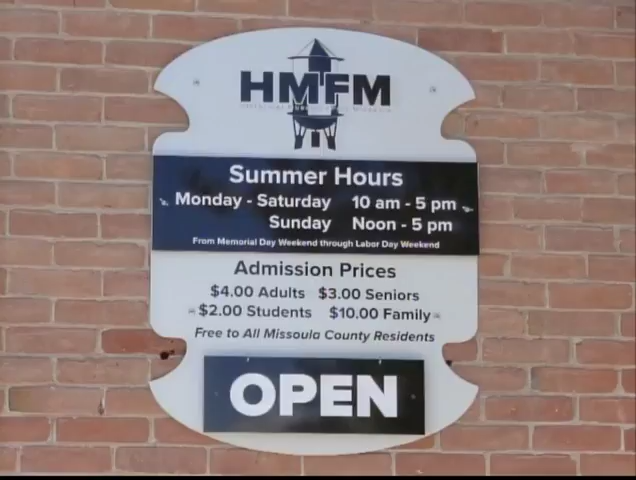 HMFM
Summer Hours
Monday - Saturday 10 am - 5 pm
Sunday Noon - 5 pm
From Memorial Day Weekend through Labor Day Weekend
Admission Prices
$4.00 Adults $3.00 Seniors
$2.00 Students $10.00 Family
Free to All Missoula County Residents
OPEN